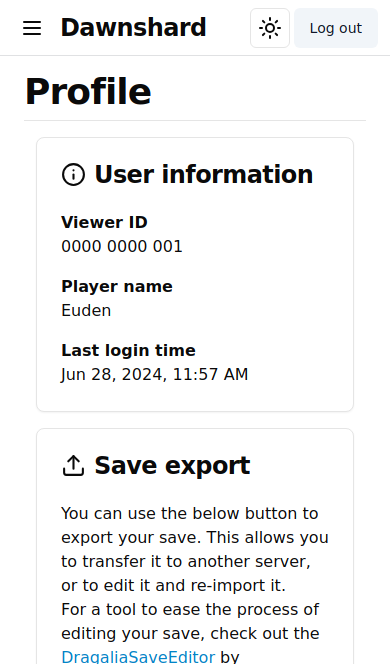 Dawnshard
Log out
Profile
User information
Viewer ID
0000 0000 001
Player name
Euden
Last login time
Jun 28, 2024, 11:57 AM
Save export
You can use the below button to
export your save. This allows you
to transfer it to another server,
or to edit it and re-import it.
For a tool to ease the process of
editing your save, check out the
DragaliaSaveEditor by